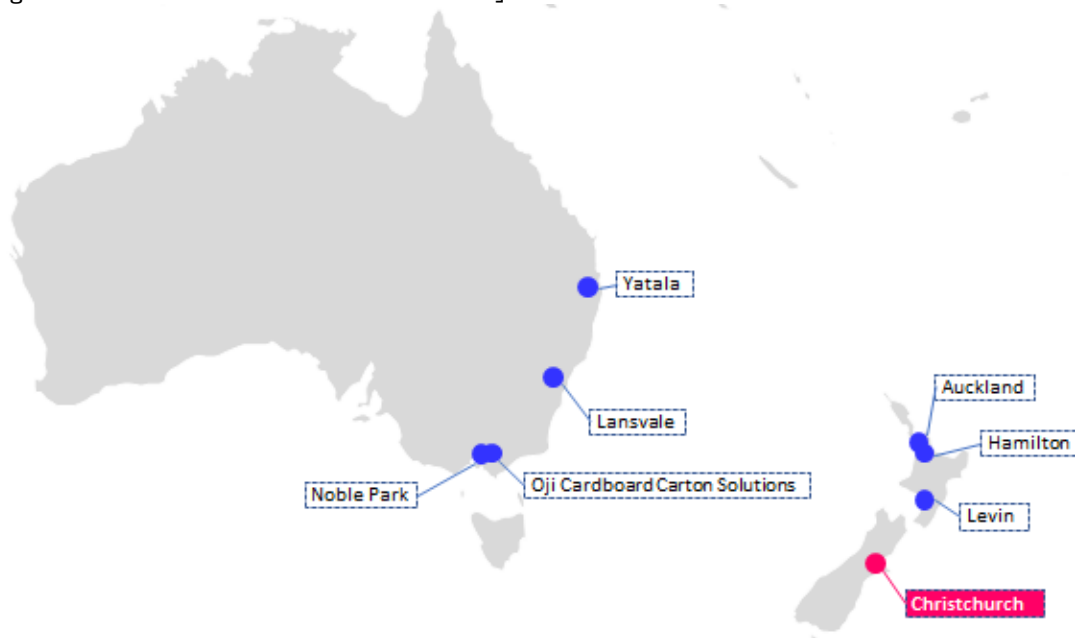 Yatala
Auckland
Lansvale
Hamilton
Noble Park
Oji Cardboard Carton Solutions
Levin
Christchurch